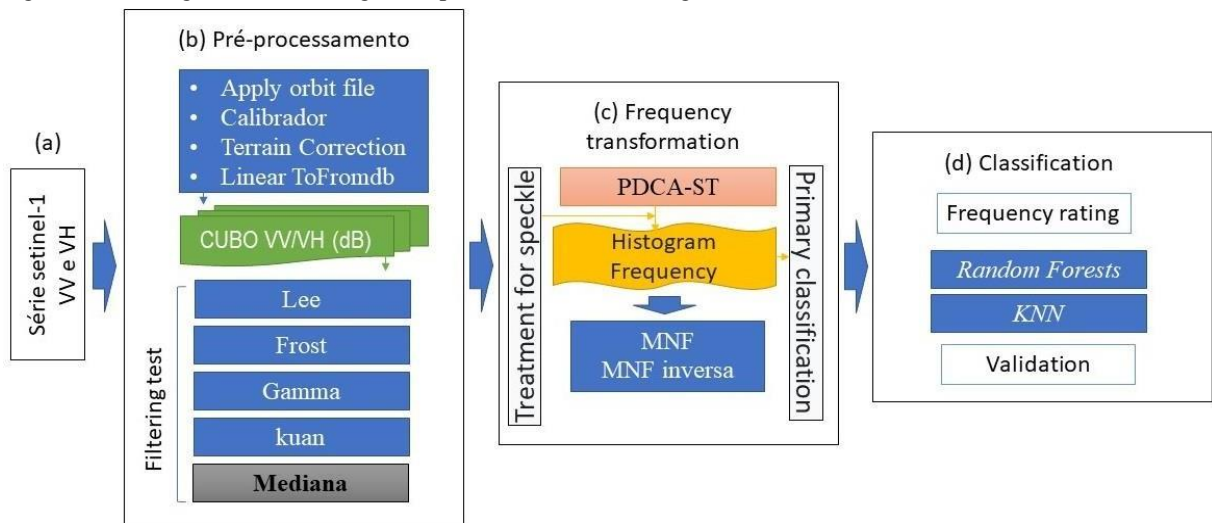 (a)
Série setinel-1
VV e VH
(b) Pré-processamento
• Apply orbit file
• Calibrador
• Terrain Correction
• Linear ToFromdb
CUBO VV/VH (dB)
Filtering test
Lee
Frost
Gamma
kuan
Mediana
(c) Frequency
transformation
Treatment for speckle
PDCA-ST
Histogram
Frequency
MNF
MNF inversa
Primary classification
(d) Classification
Frequency rating
Random Forests
KNN
Validation